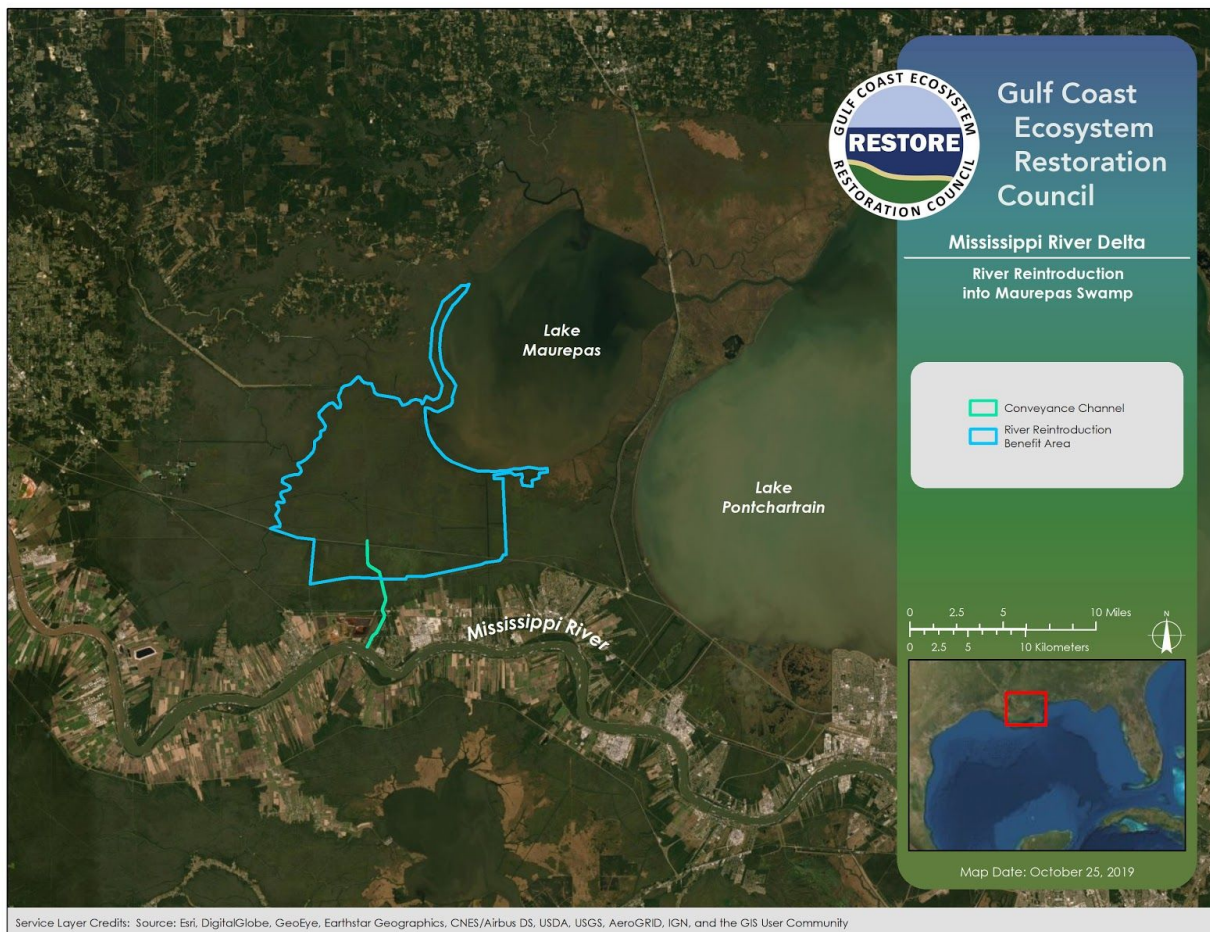 GULF COAST ECOSYSTEM
RESTORE
RESTORATION COUNCIL
Gulf Coast
Ecosystem
Restoration
Council
Mississippi River Delta
River Reintroduction
into Maurepas Swamp
Lake
Maurepas
Conveyance Channel
River Reintroduction
Benefit Area
Lake
Pontchartrain
Mississippi River
0 2.5 5 10 Miles
N
0 2.5 5 10 Kilometers
Map Date: October 25, 2019
Service Layer Credits: Source: Esri, DigitalGlobe, GeoEye, Earthstar Geographics, CNES/Airbus DS, USDA, USGS, AeroGRID, IGN, and the GIS User Community